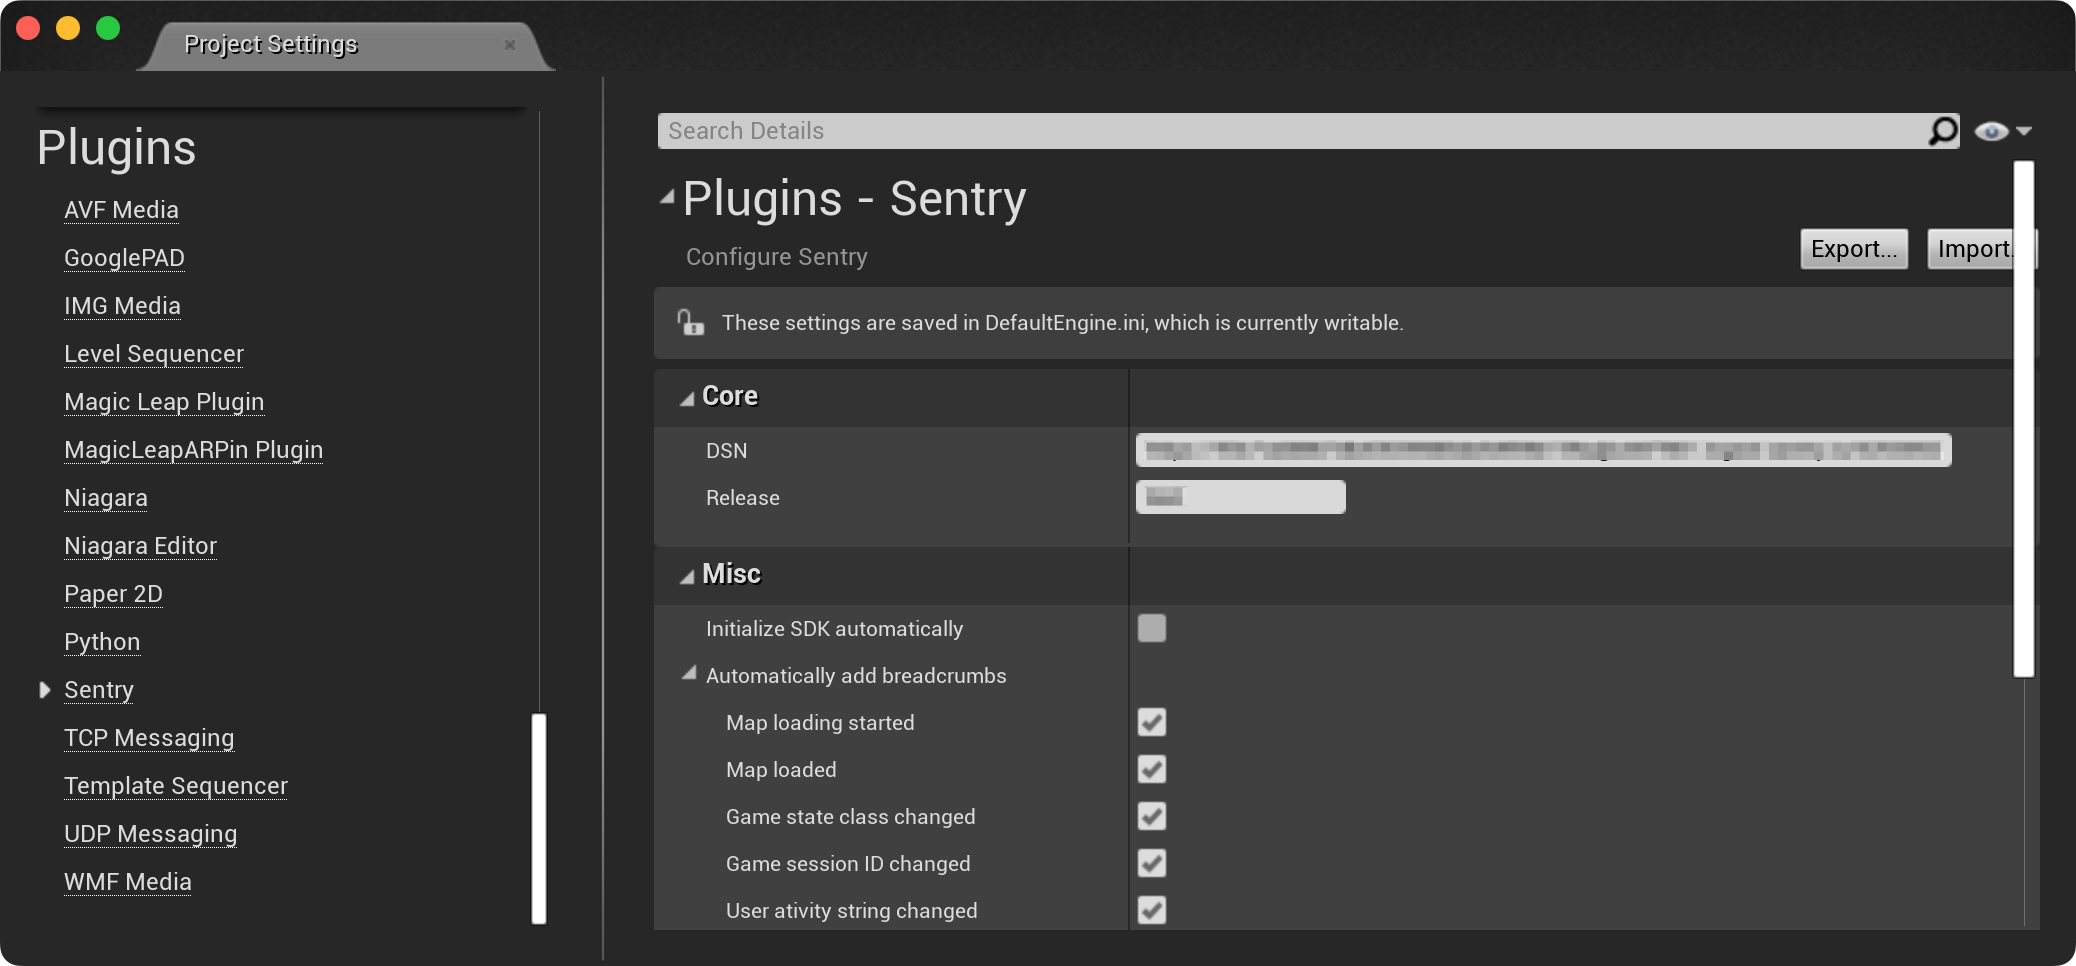 Project Settings
Plugins
AVF Media
GooglePAD
IMG Media
Level Sequencer
Magic Leap Plugin
MagicLeapARPin Plugin
Niagara
Niagara Editor
Paper 2D
Python
Sentry
TCP Messaging
Template Sequencer
UDP Messaging
WMF Media
Search Details
Plugins - Sentry
Configure Sentry
Export...
Import.
These settings are saved in DefaultEngine.ini, which is currently writable.
Core
DSN
Release
Misc
Initialize SDK automatically
Automatically add breadcrumbs
Map loading started
Map loaded
Game state class changed
Game session ID changed
User ativity string changed